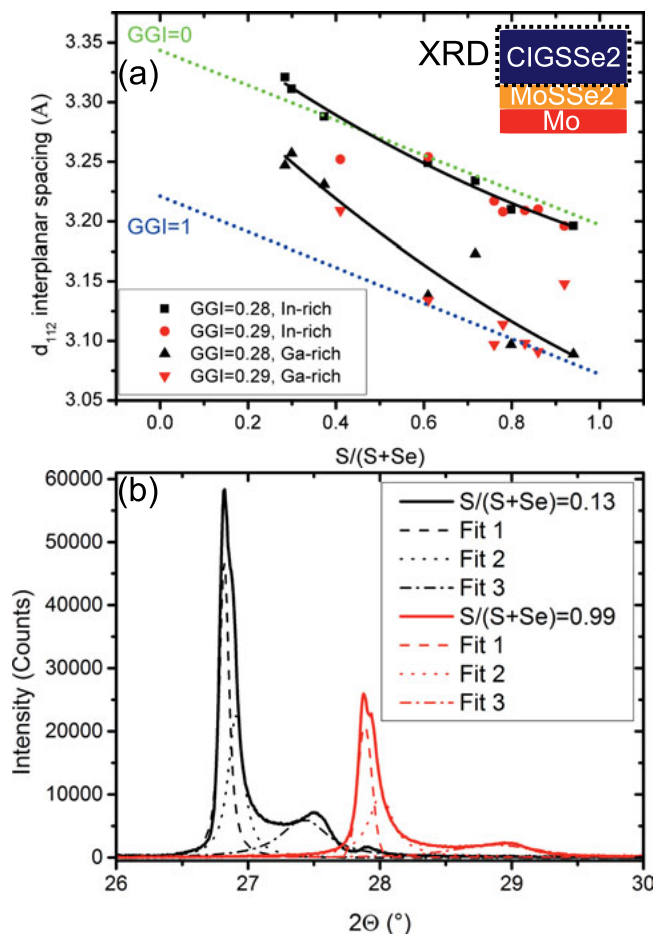 GGI=0
XRD
CIGSSe2
MoSSe2
Mo
(a)
GGI=1
3.35
3.30
3.25
3.20
3.15
3.10
3.05
d112 interplanar spacing (A)
GGI=0.28, In-rich
GGI=0.29, In-rich
GGI=0.28, Ga-rich
GGI=0.29, Ga-rich
0.0 0.2 0.4 0.6 0.8 1.0
S/(S+Se)
(b)
60000
50000
40000
30000
20000
10000
0
Intensity (Counts)
S/(S+Se)=0.13
Fit 1
Fit 2
Fit 3
S/(S+Se)=0.99
Fit 1
Fit 2
Fit 3
26 27 28 29 30
2Θ (°)